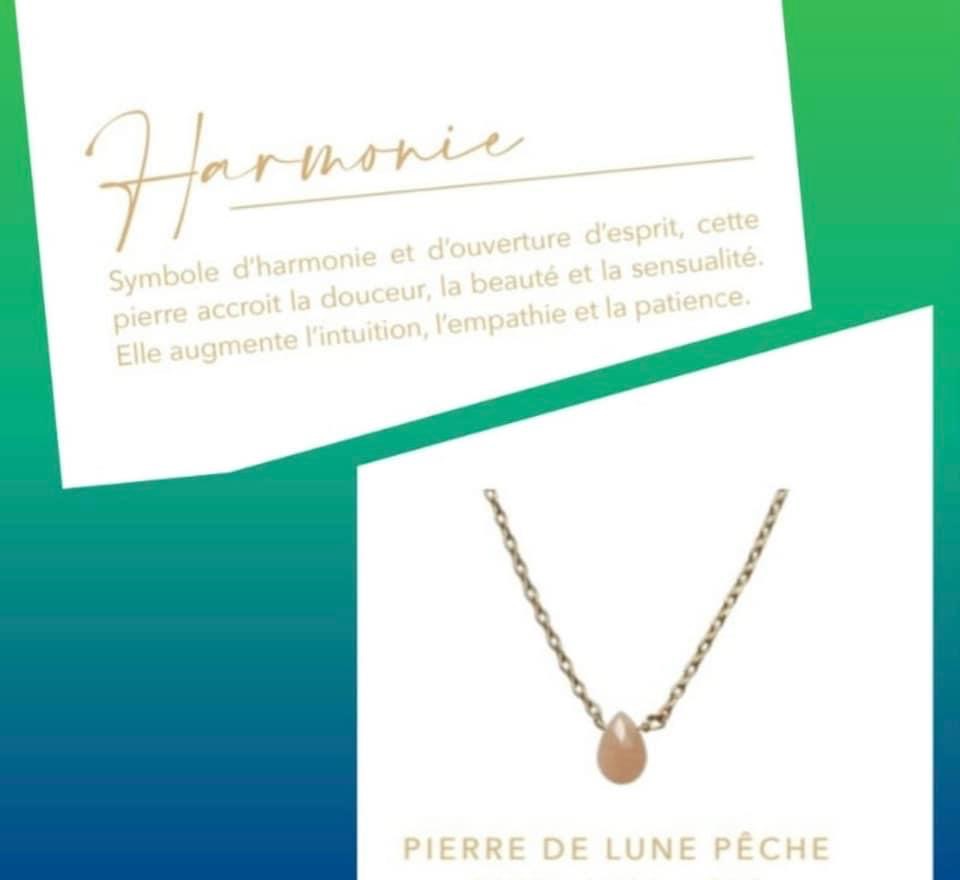 Harmonie
Symbole d'harmonie et d'ouverture d'esprit, cette
pierre accroit la douceur, la beauté et la sensualité.
Elle augmente l'intuition, l'empathie et la patience.
PIERRE DE LUNE PÊCHE